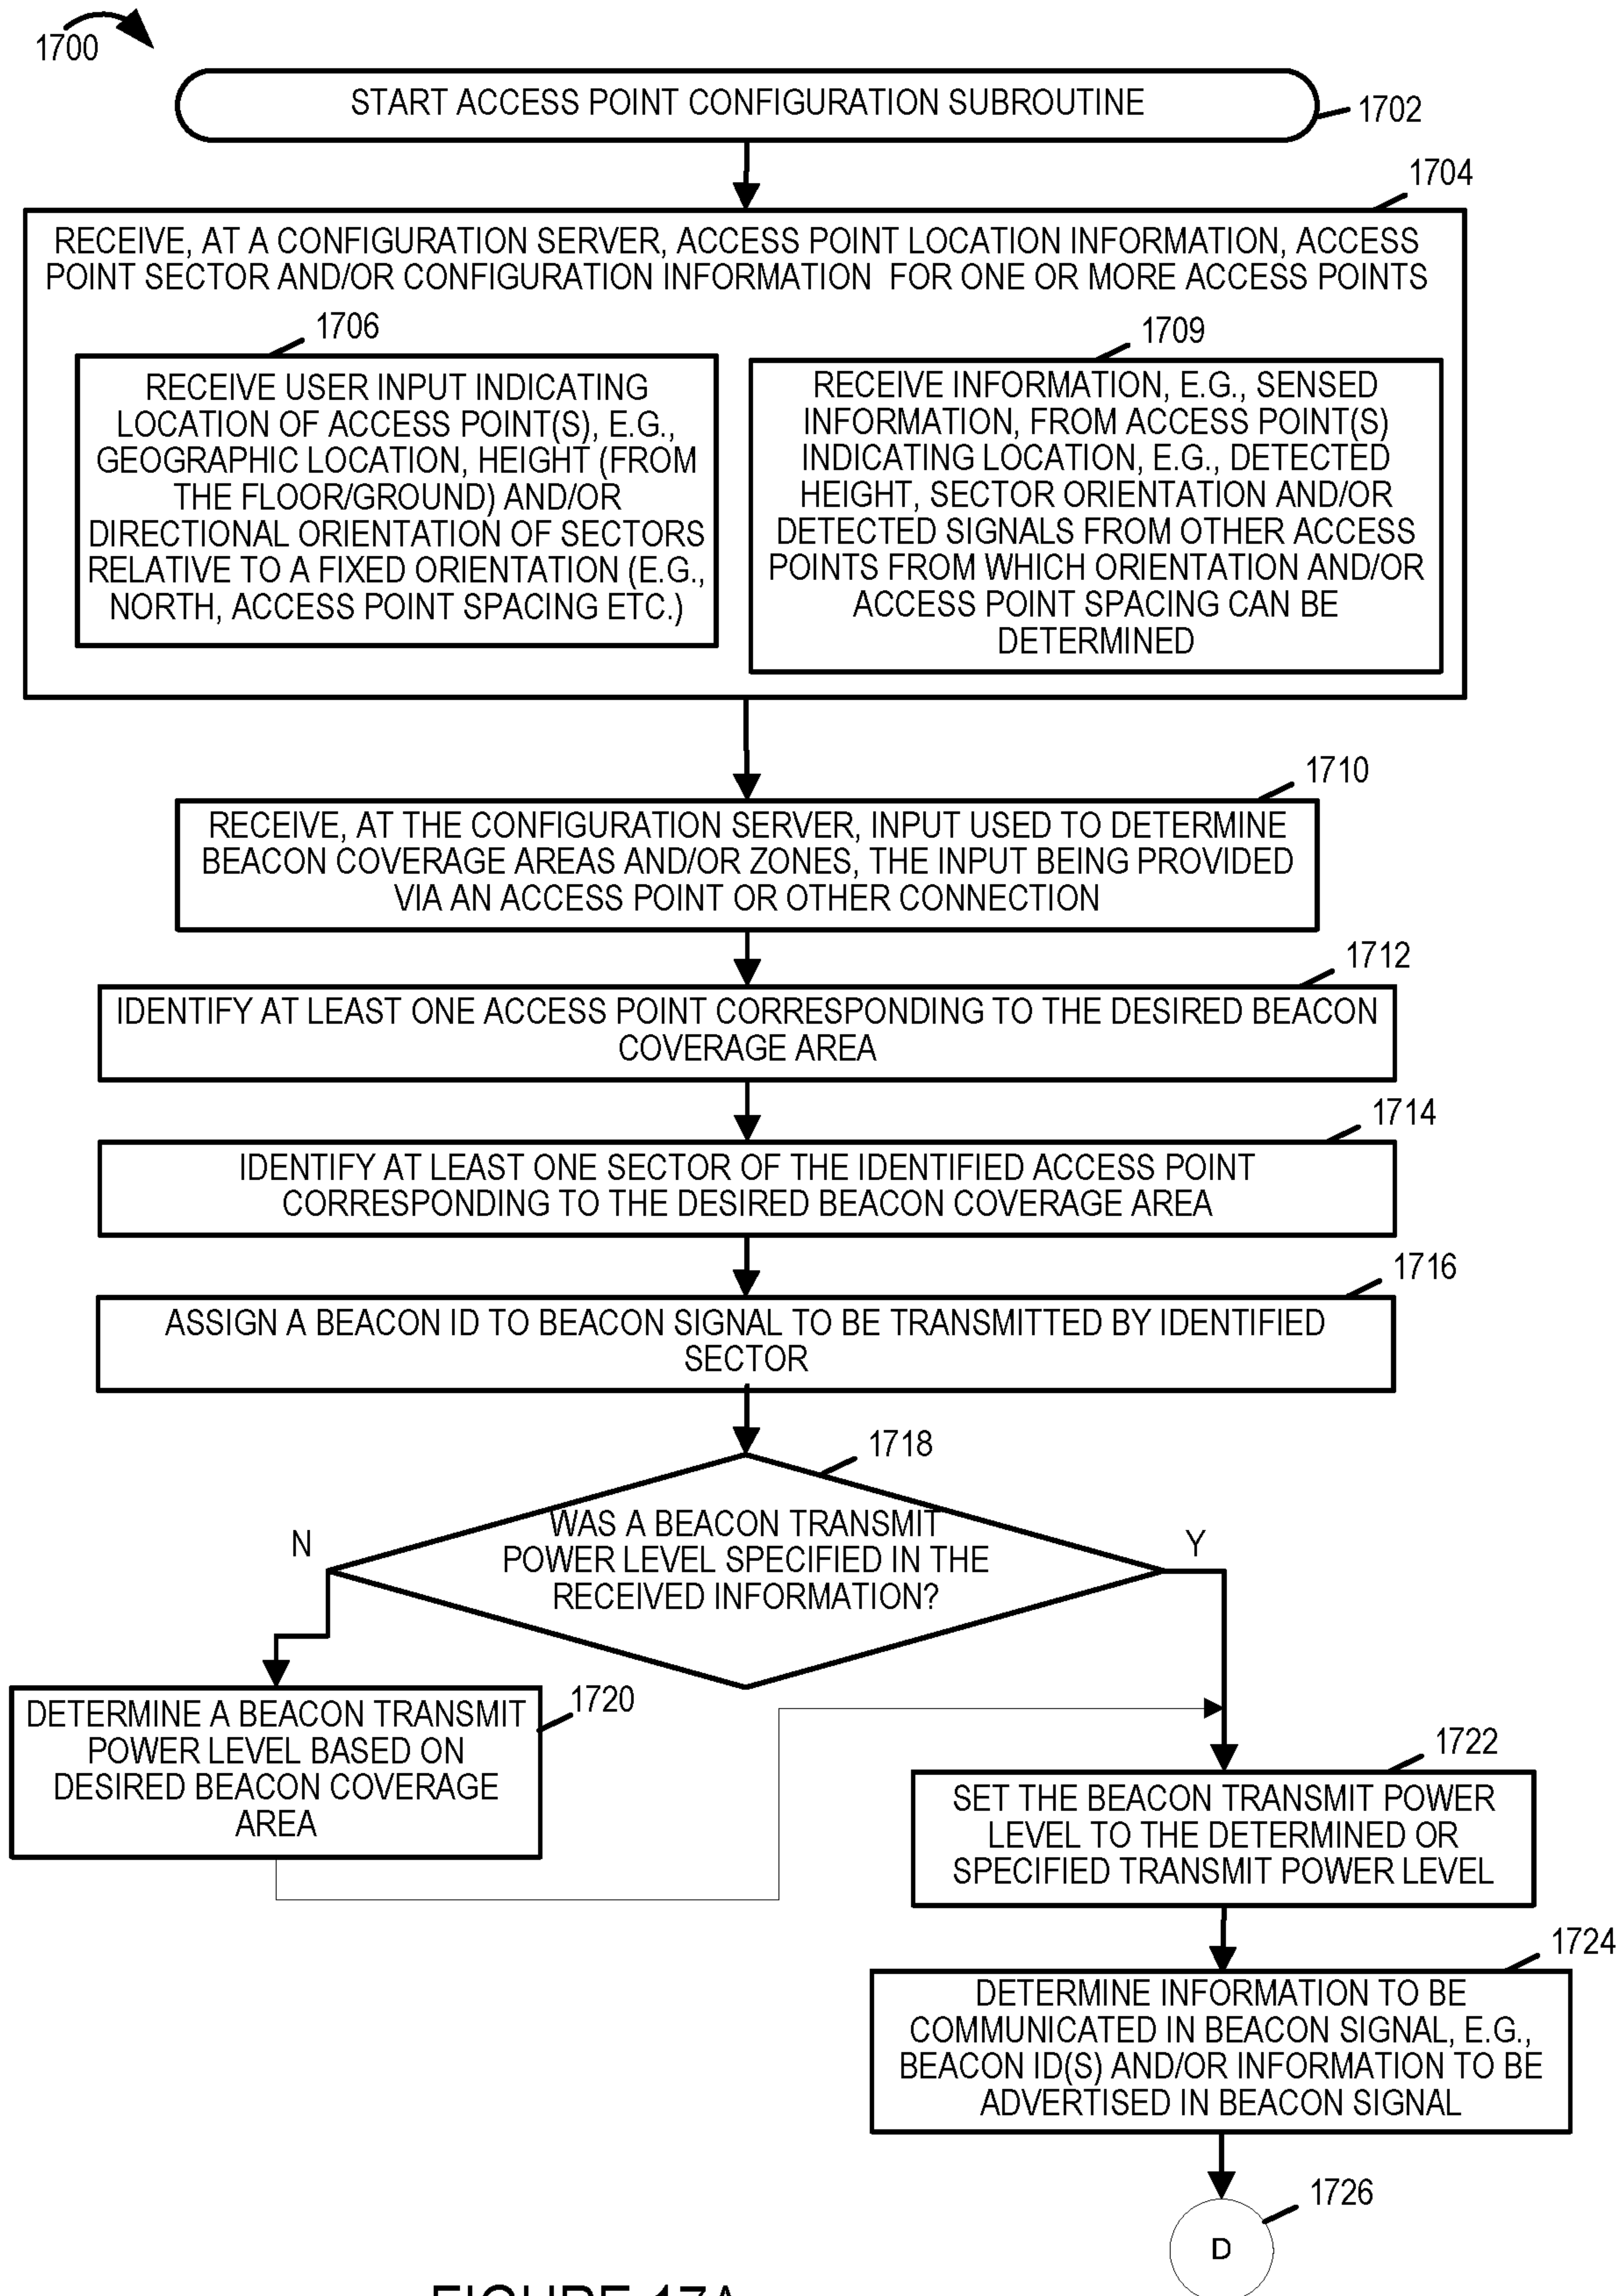 1700
START ACCESS POINT CONFIGURATION SUBROUTINE
1702
1704
RECEIVE, AT A CONFIGURATION SERVER, ACCESS POINT LOCATION INFORMATION, ACCESS
POINT SECTOR AND/OR CONFIGURATION INFORMATION FOR ONE OR MORE ACCESS POINTS
1706
RECEIVE USER INPUT INDICATING
LOCATION OF ACCESS POINT(S), E.G.,
GEOGRAPHIC LOCATION, HEIGHT (FROM
THE FLOOR/GROUND) AND/OR
DIRECTIONAL ORIENTATION OF SECTORS
RELATIVE TO A FIXED ORIENTATION (E.G.,
NORTH, ACCESS POINT SPACING ETC.)
1709
RECEIVE INFORMATION, E.G., SENSED
INFORMATION, FROM ACCESS POINT(S)
INDICATING LOCATION, E.G., DETECTED
HEIGHT, SECTOR ORIENTATION AND/OR
DETECTED SIGNALS FROM OTHER ACCESS
POINTS FROM WHICH ORIENTATION AND/OR
ACCESS POINT SPACING CAN BE
DETERMINED
1710
RECEIVE, AT THE CONFIGURATION SERVER, INPUT USED TO DETERMINE
BEACON COVERAGE AREAS AND/OR ZONES, THE INPUT BEING PROVIDED
VIA AN ACCESS POINT OR OTHER CONNECTION
1712
IDENTIFY AT LEAST ONE ACCESS POINT CORRESPONDING TO THE DESIRED BEACON
COVERAGE AREA
1714
IDENTIFY AT LEAST ONE SECTOR OF THE IDENTIFIED ACCESS POINT
CORRESPONDING TO THE DESIRED BEACON COVERAGE AREA
1716
ASSIGN A BEACON ID TO BEACON SIGNAL TO BE TRANSMITTED BY IDENTIFIED
SECTOR
1718
WAS A BEACON TRANSMIT
POWER LEVEL SPECIFIED IN THE
RECEIVED INFORMATION?
N
Y
1720
DETERMINE A BEACON TRANSMIT
POWER LEVEL BASED ON
DESIRED BEACON COVERAGE
AREA
1722
SET THE BEACON TRANSMIT POWER
LEVEL TO THE DETERMINED OR
SPECIFIED TRANSMIT POWER LEVEL
1724
DETERMINE INFORMATION TO BE
COMMUNICATED IN BEACON SIGNAL, E.G.,
BEACON ID(S) AND/OR INFORMATION TO BE
ADVERTISED IN BEACON SIGNAL
1726
D
FIGURE 17A